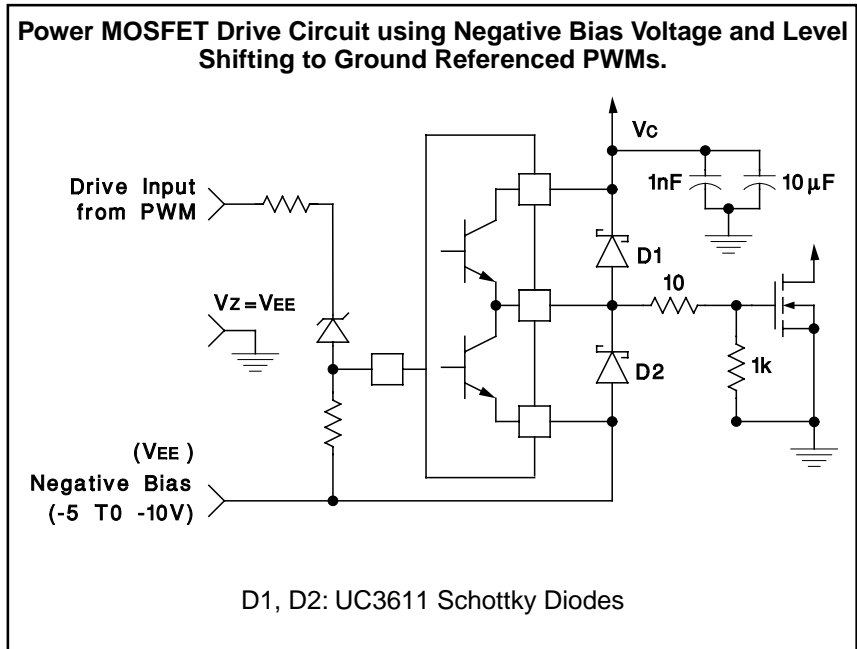 Power MOSFET Drive Circuit using Negative Bias Voltage and Level
Shifting to Ground Referenced PWMs.
VC
Drive Input
from PWM
1nF
10µF
D1
VZ=VEE
10
D2
1k
(VEE )
Negative Bias
(-5 T0 -10V)
D1, D2: UC3611 Schottky Diodes